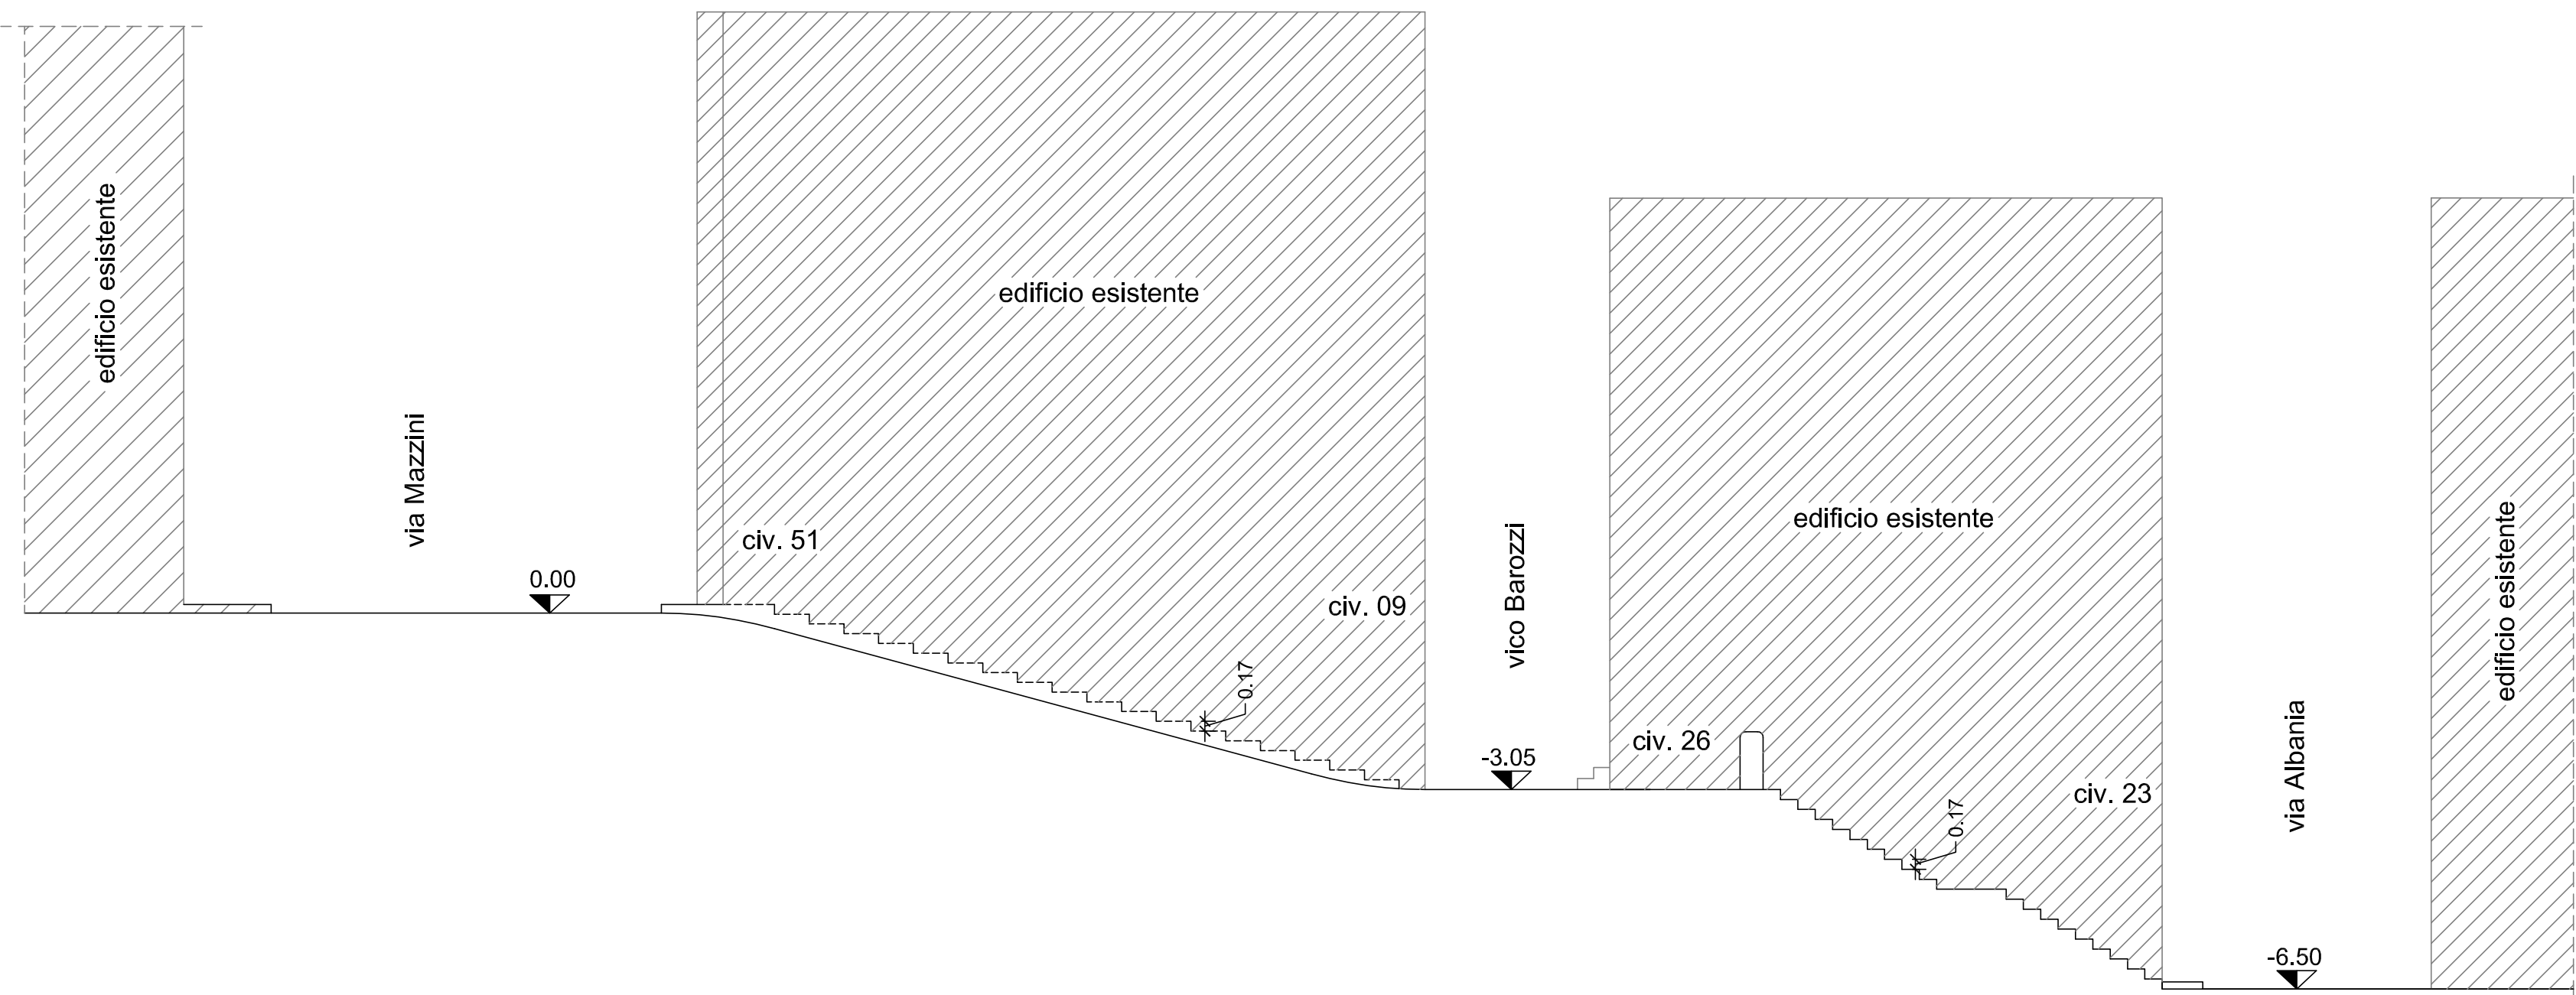 edificio esistente
via Mazzini
0.00
civ. 51
edificio esistente
civ. 09
0.17
vico Barozzi
-3.05
civ. 26
edificio esistente
0.17
civ. 23
via Albania
-6.50
edificio esistente